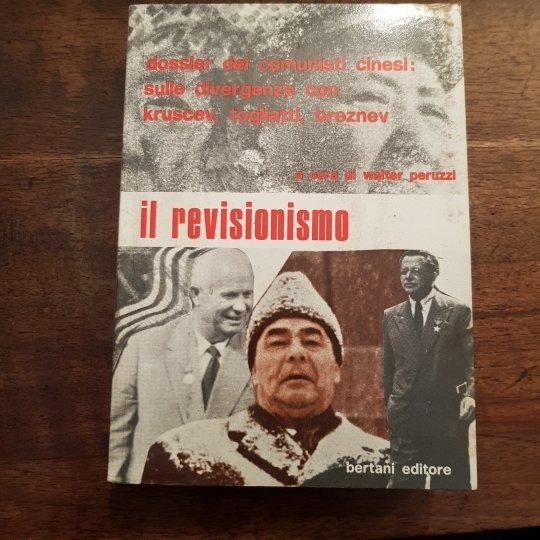 dossier dei comunisti cinesi:
sulle divergenze con
kruscev, togliatti, breznev
a cura di walter peruzzi
il revisionismo
bertani editore